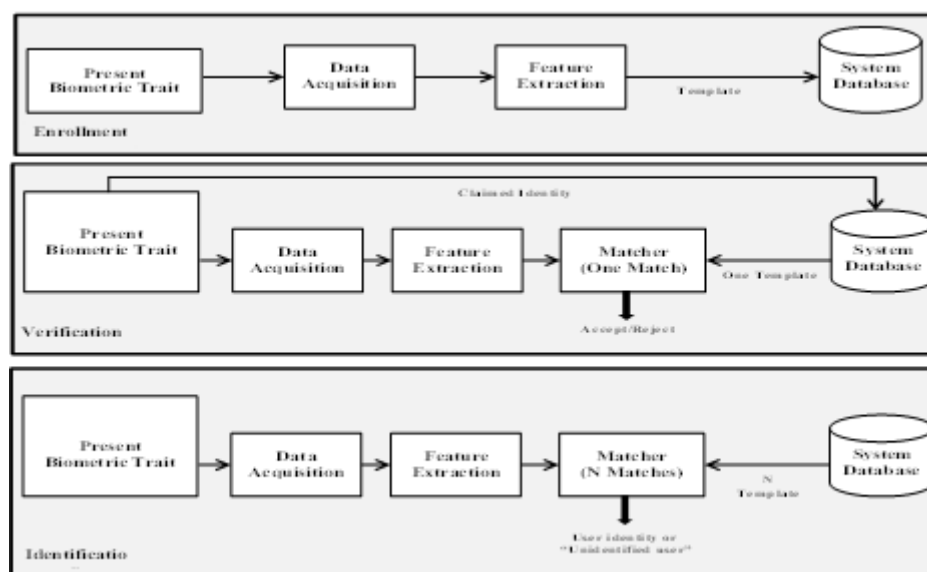 Present
Biometric Trait
Data
Acquisition
Feature
Extraction
Template
System
Database
Enrollment
Claimed Identity
Present
Biometric Trait
Data
Acquisition
Feature
Extraction
Matcher
(One Match)
One Template
System
Database
Accept/Reject
Verification
Present
Biometric Trait
Data
Acquisition
Feature
Extraction
Matcher
(N Matches)
N
Template
System
Database
User identity or
"Unidentified user"
Identificatio